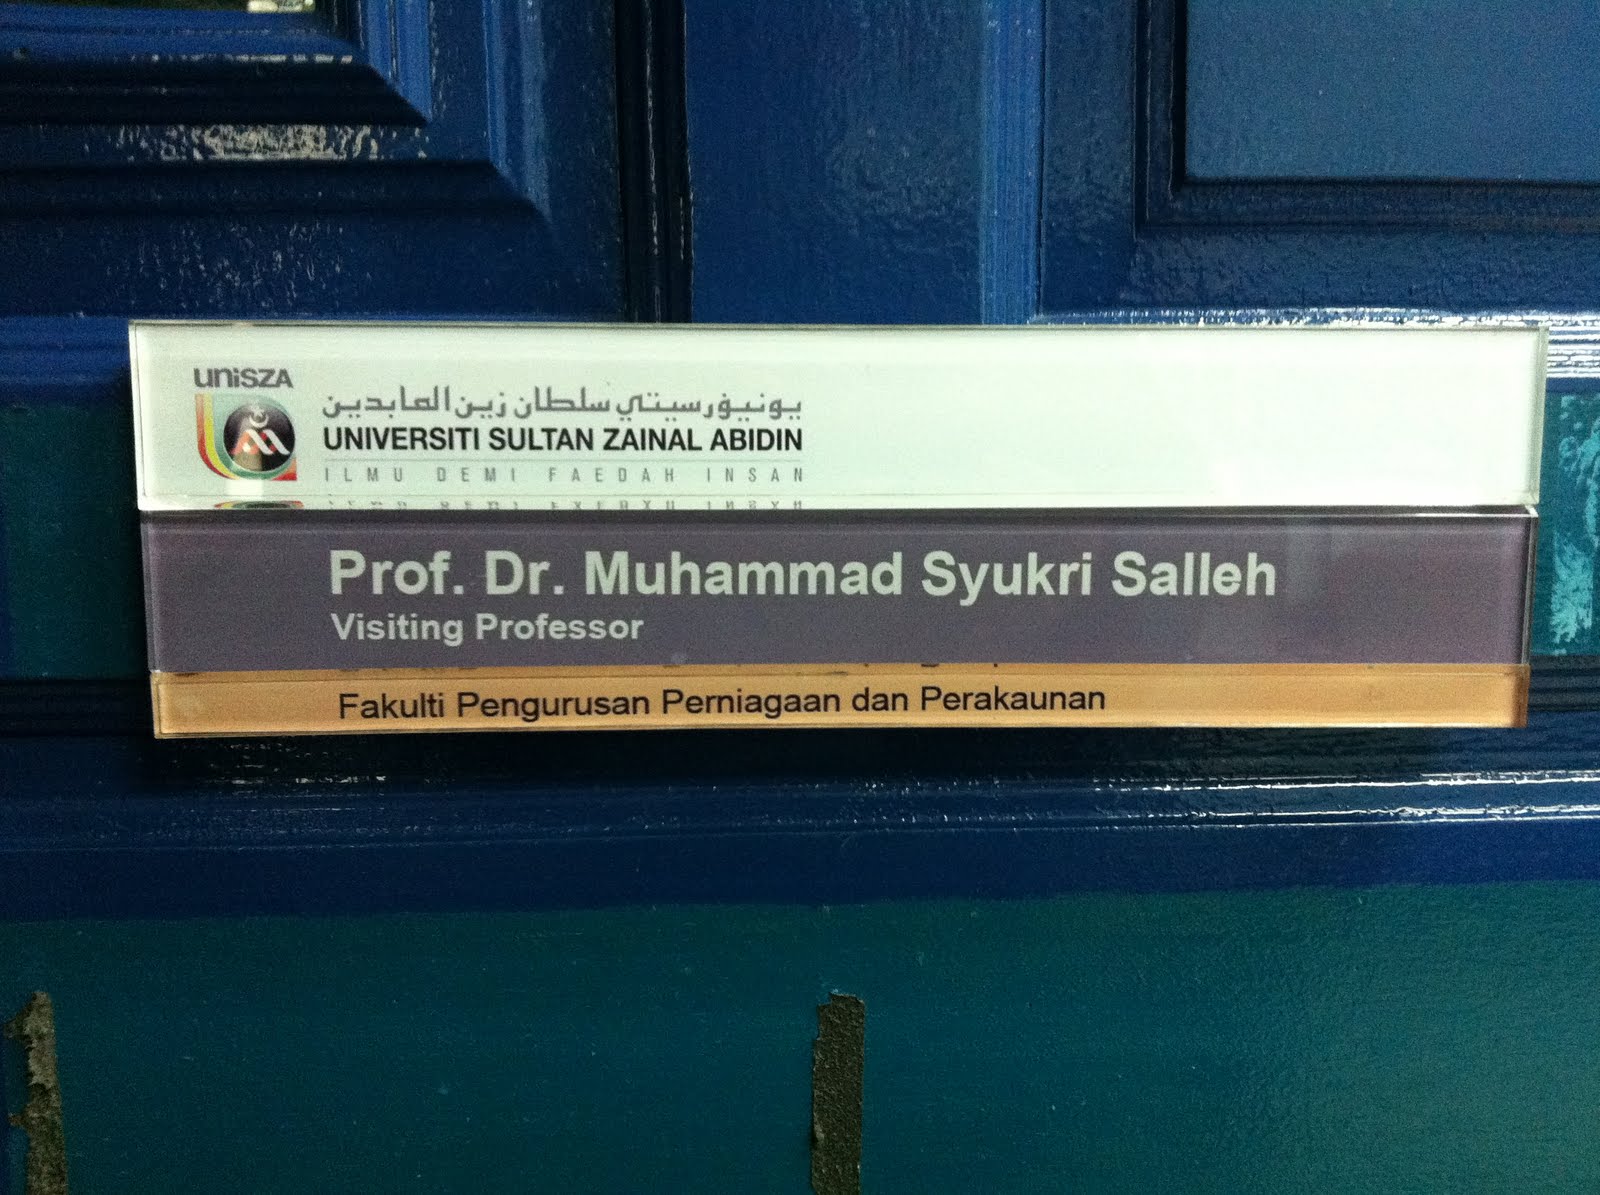 UNISZA
يونيۏرسيتي سلطان زين العابدين
UNIVERSITI SULTAN ZAINAL ABIDIN
ILMU DEMI FAEDAH INSAN
Prof. Dr. Muhammad Syukri Salleh
Visiting Professor
Fakulti Pengurusan Perniagaan dan Perakaunan